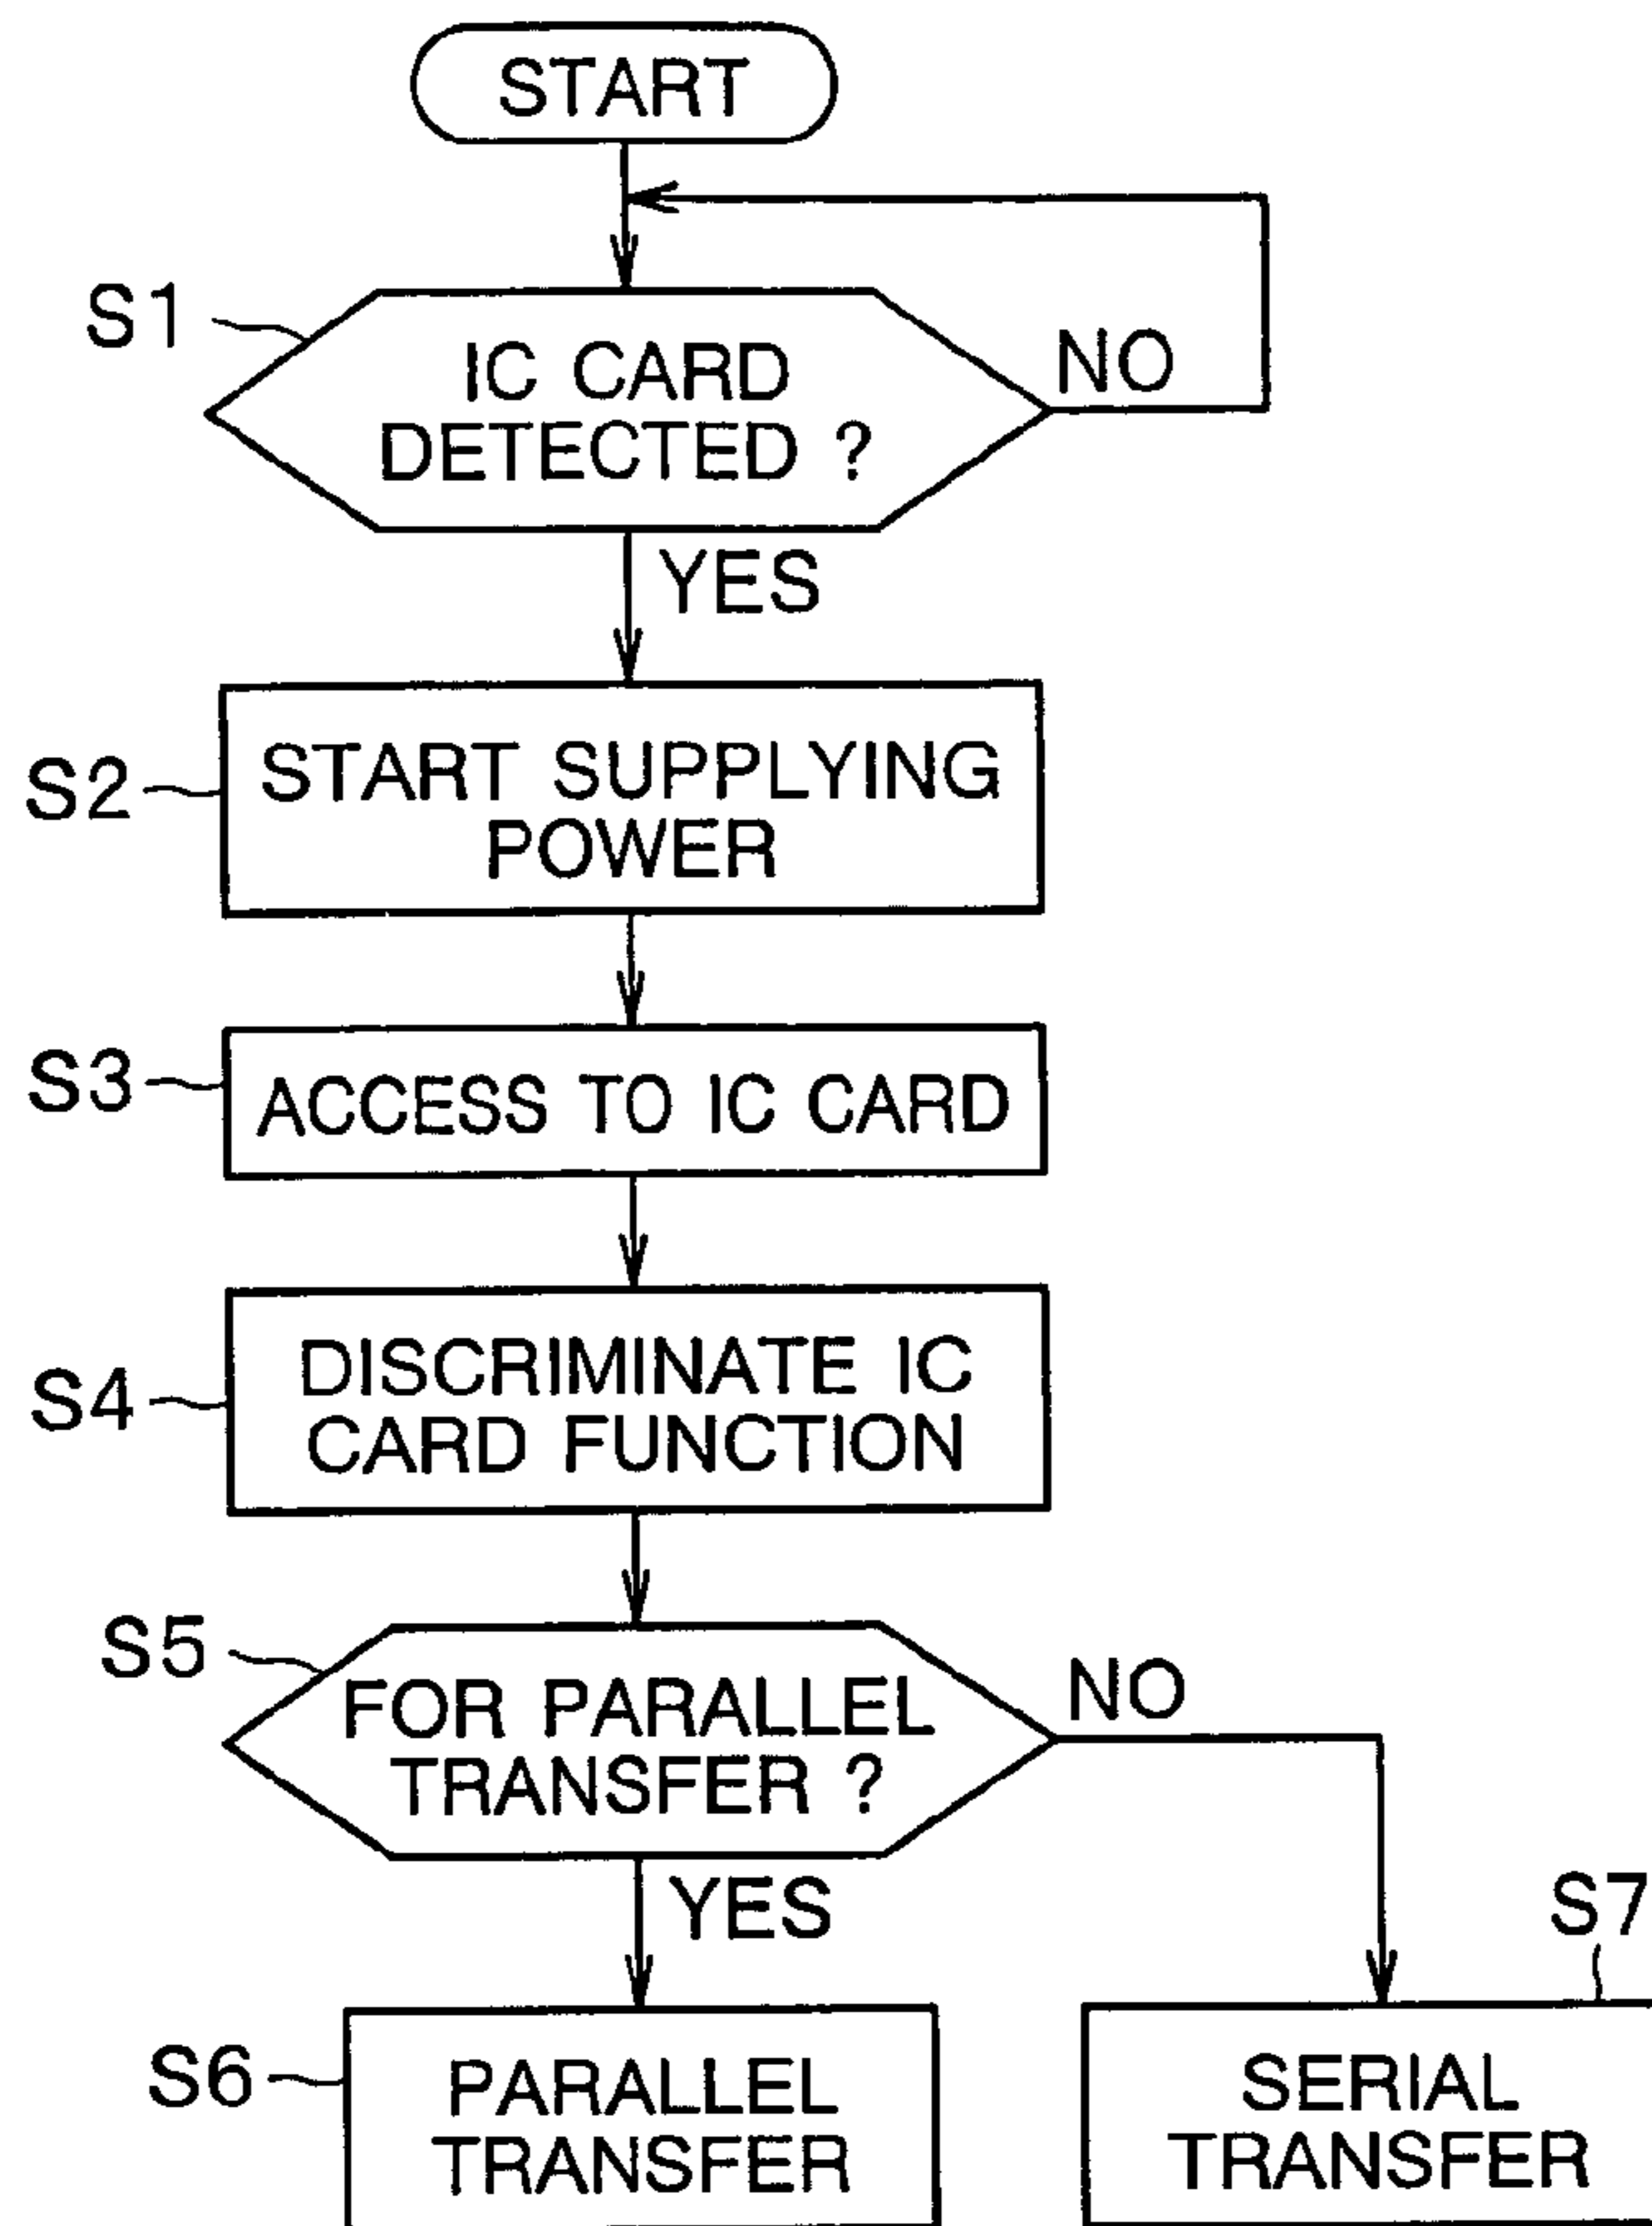 START
S1
IC CARD
DETECTED ?
NO
YES
S2
START SUPPLYING
POWER
S3
ACCESS TO IC CARD
S4
DISCRIMINATE IC
CARD FUNCTION
S5
FOR PARALLEL
TRANSFER ?
NO
YES
S6
PARALLEL
TRANSFER
S7
SERIAL
TRANSFER